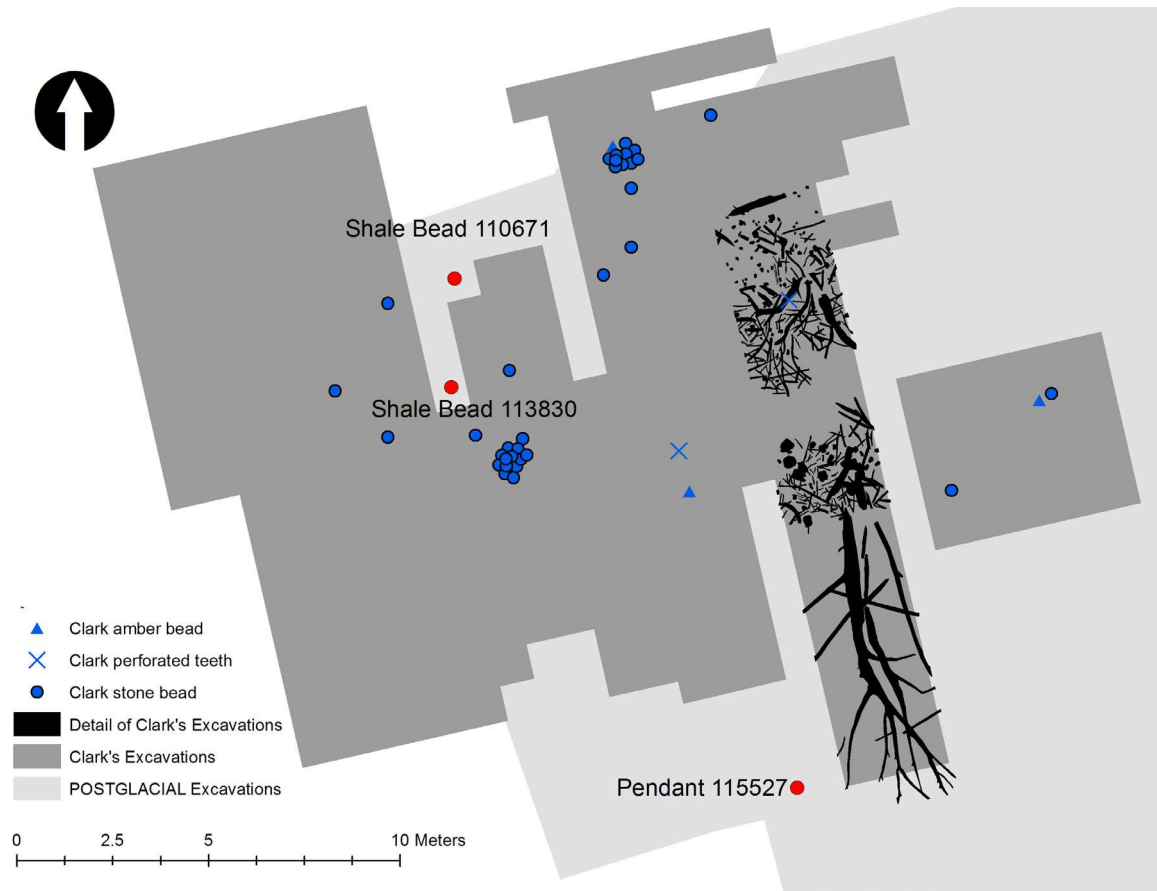 Shale Bead 110671
Shale Bead 113830
Clark amber bead
Clark perforated teeth
Clark stone bead
Detail of Clark's Excavations
Clark's Excavations
POSTGLACIAL Excavations
Pendant 115527
0 2.5 5 10 Meters